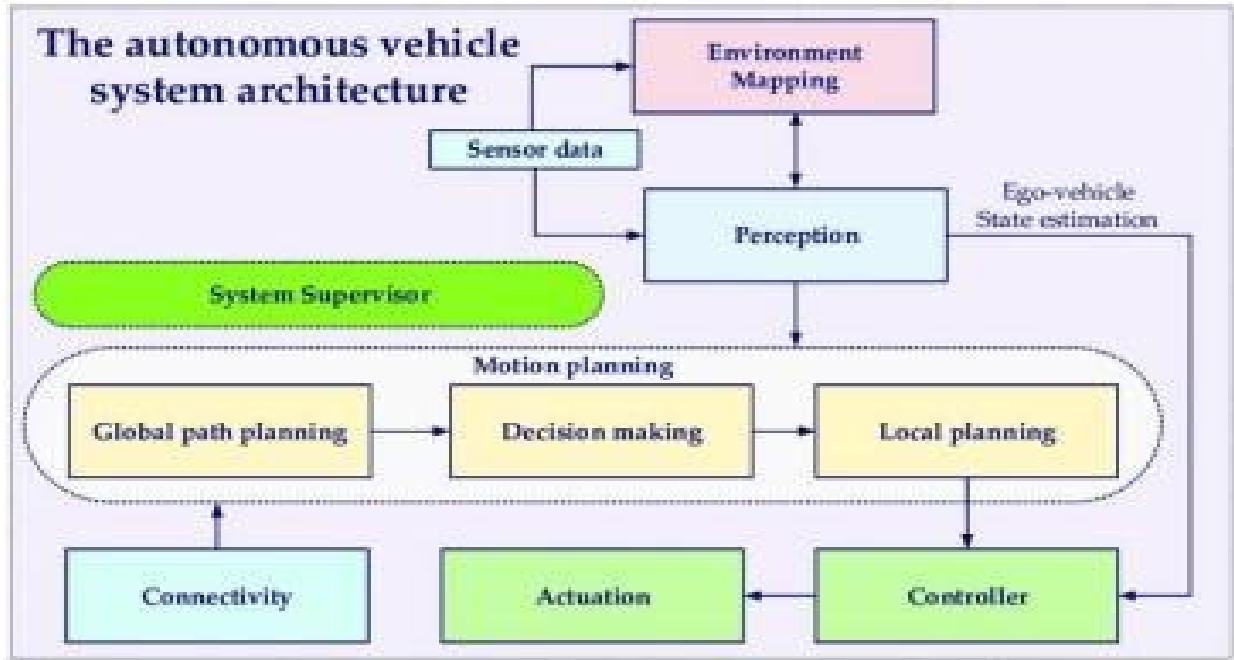 The autonomous vehicle
system architecture
Environment
Mapping
Sensor data
Ego-vehicle
State estimation
Perception
System Supervisor
Motion planning
Global path planning
Decision making
Local planning
Connectivity
Actuation
Controller